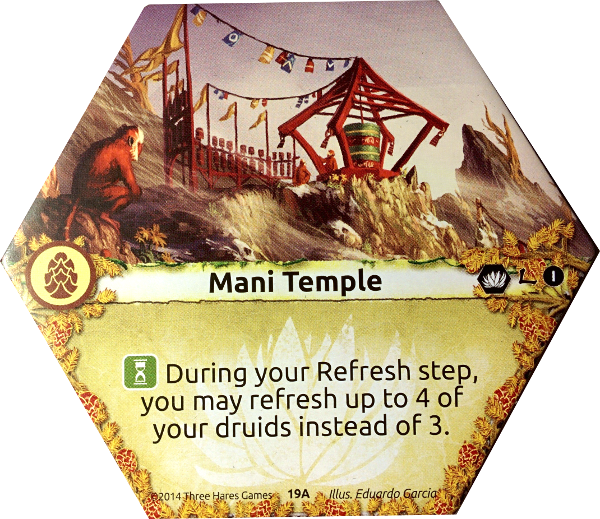 Mani Temple
1
During your Refresh step,
you may refresh up to 4 of
your druids instead of 3.
©2014 Three Hares Games 19A Illus. Eduardo Garcia